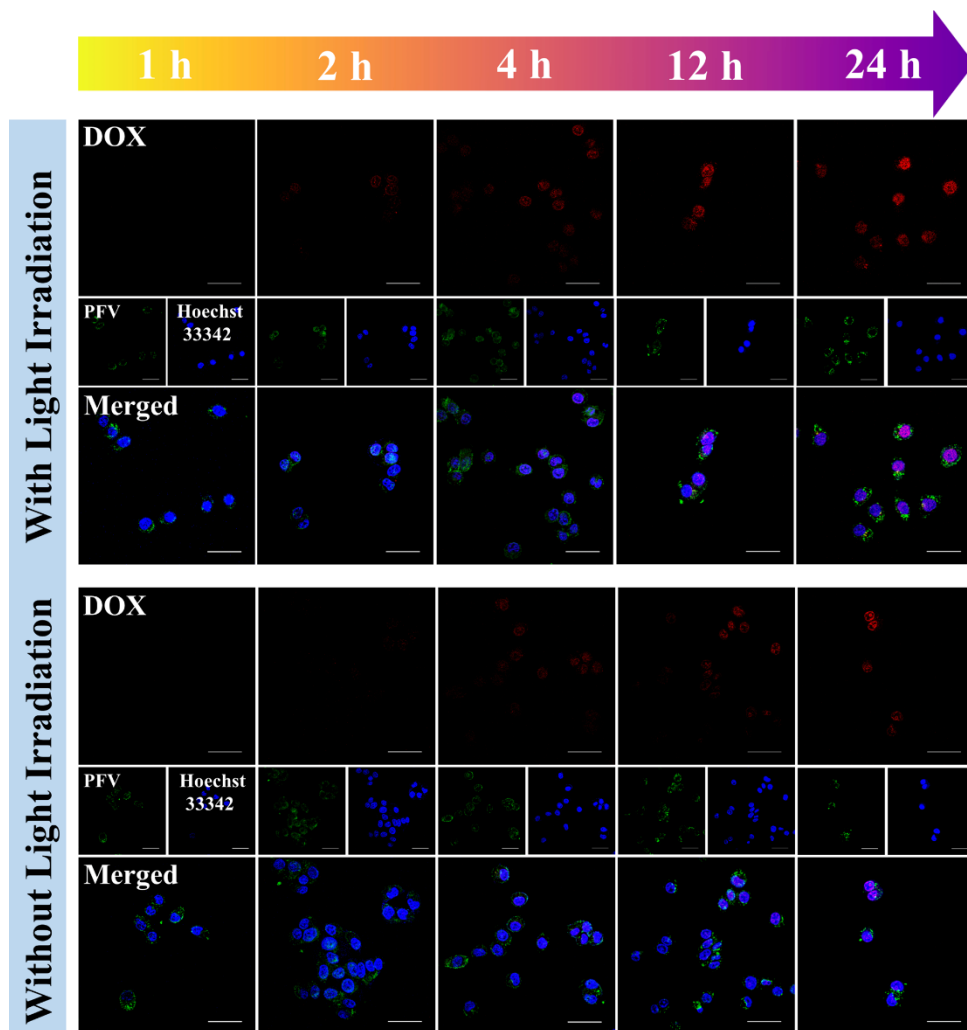 1 h 2 h 4 h 12 h 24 h
With Light Irradiation
DOX
PFV Hoechst
33342
Merged
Without Light Irradiation
DOX
PFV Hoechst
33342
Merged